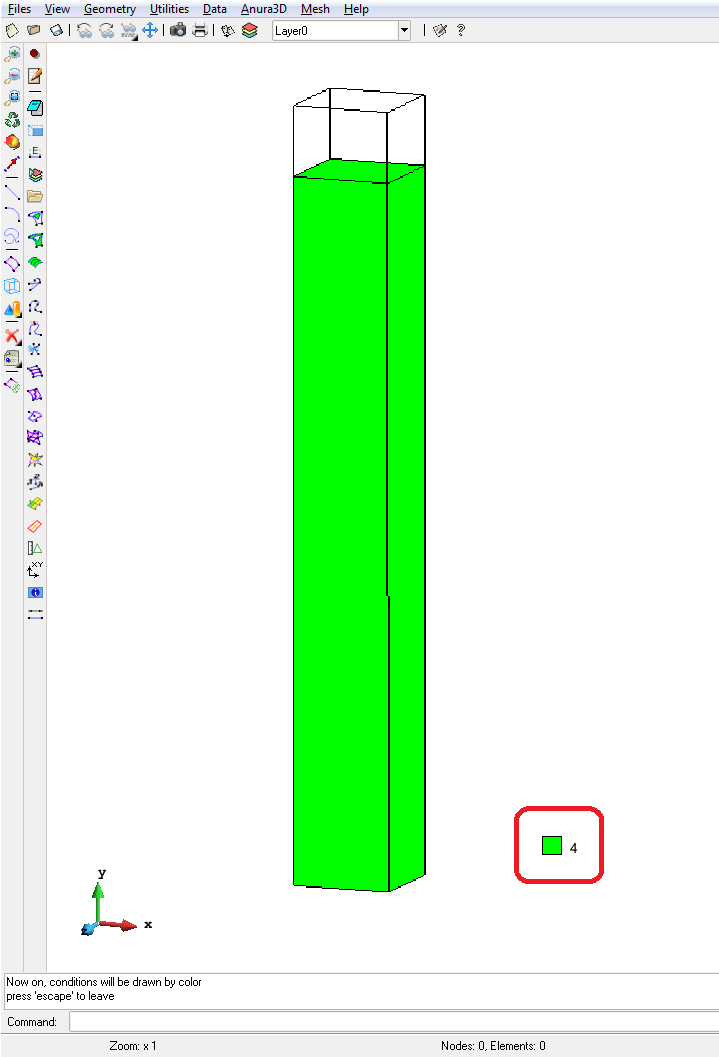 Files View Geometry Utilities Data Anura3D Mesh Help
Layer0
E
XY
4
y
x
Now on, conditions will be drawn by color
press 'escape' to leave
Command:
Zoom: x 1 Nodes: 0, Elements: 0